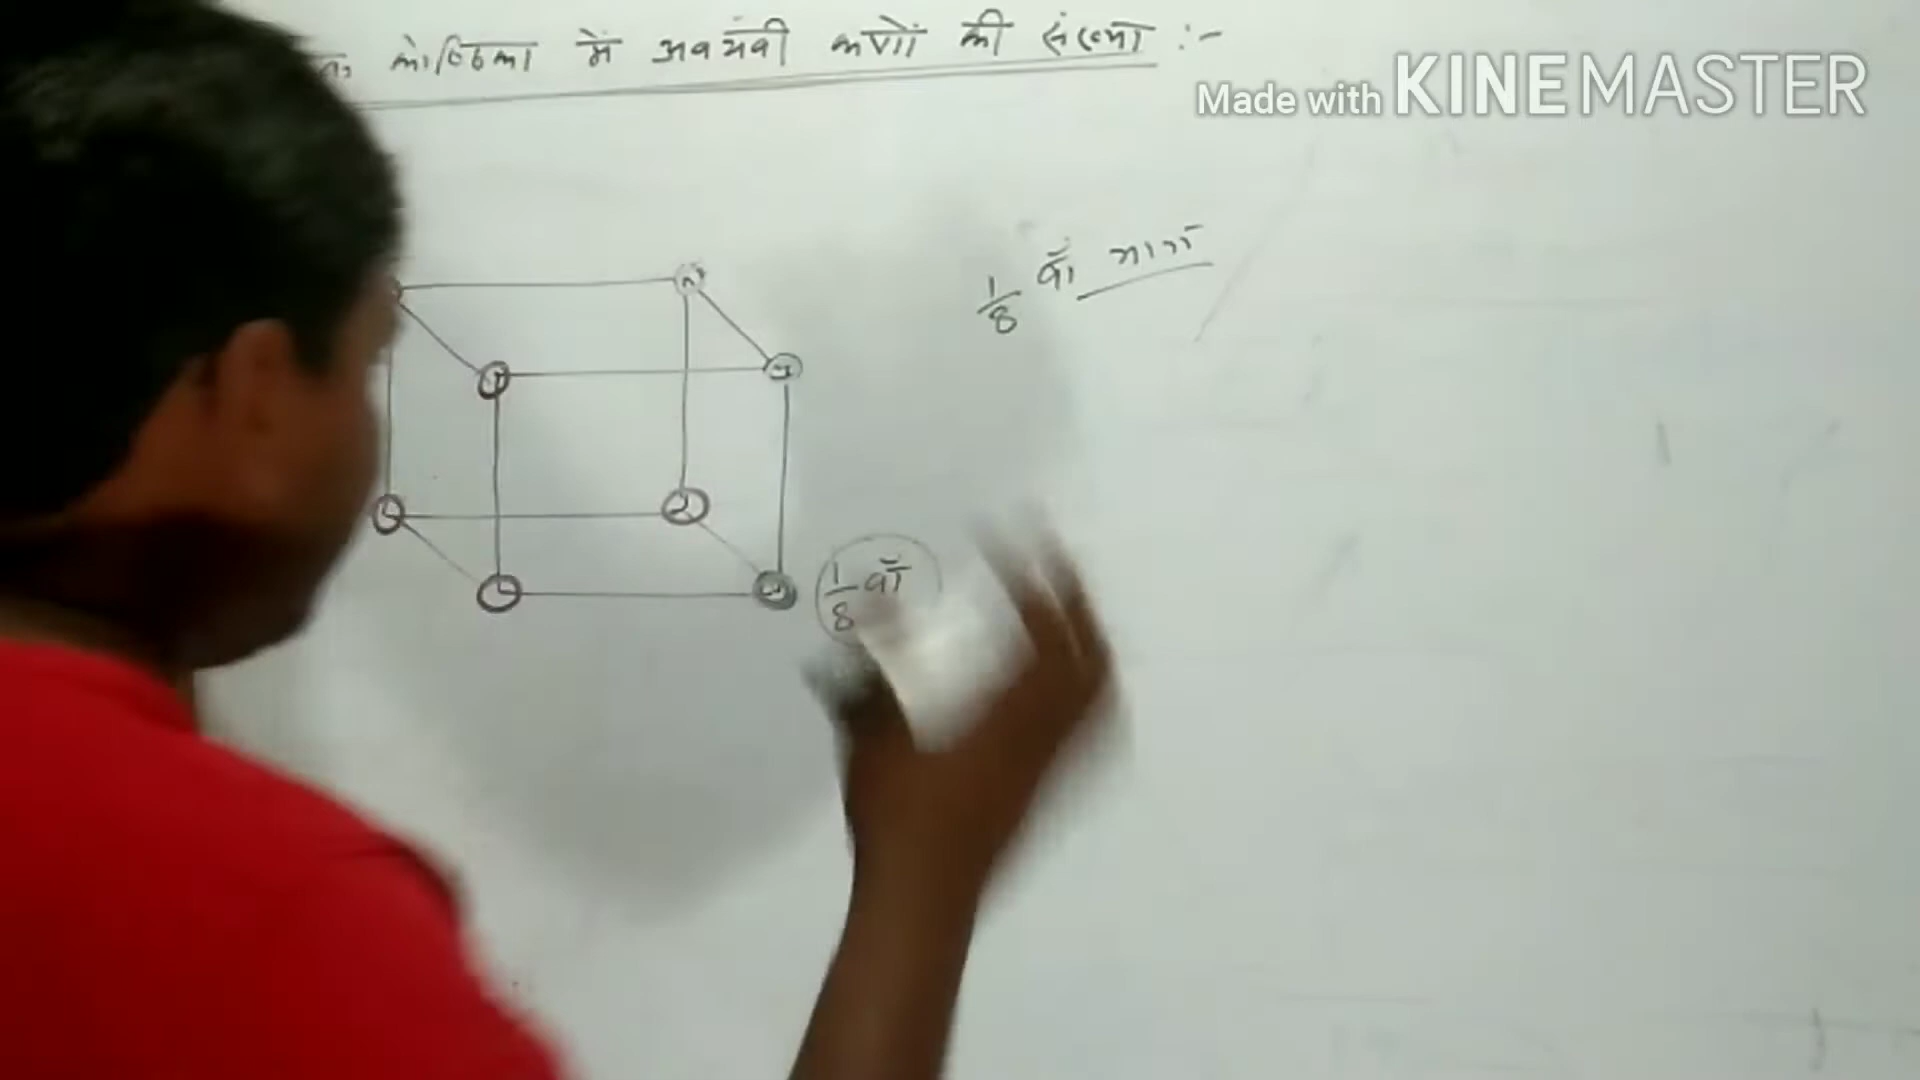 कोष्ठिका में अवयवी कणों की संख्या :-
Made with KINEMASTER
1/8 वाँ भाग
1/8 वाँ